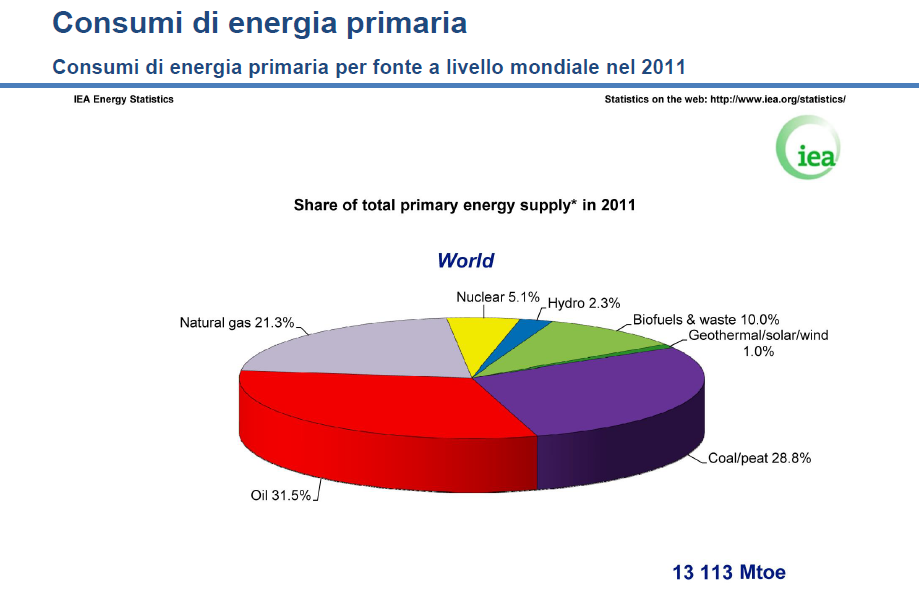 Consumi di energia primaria
Consumi di energia primaria per fonte a livello mondiale nel 2011
IEA Energy Statistics
Statistics on the web: http://www.iea.org/statistics/
iea
Share of total primary energy supply* in 2011
World
Nuclear 5.1%
Hydro 2.3%
Natural gas 21.3%
Biofuels & waste 10.0%
Geothermal/solar/wind
1.0%
Coal/peat 28.8%
Oil 31.5%
13 113 Mtoe